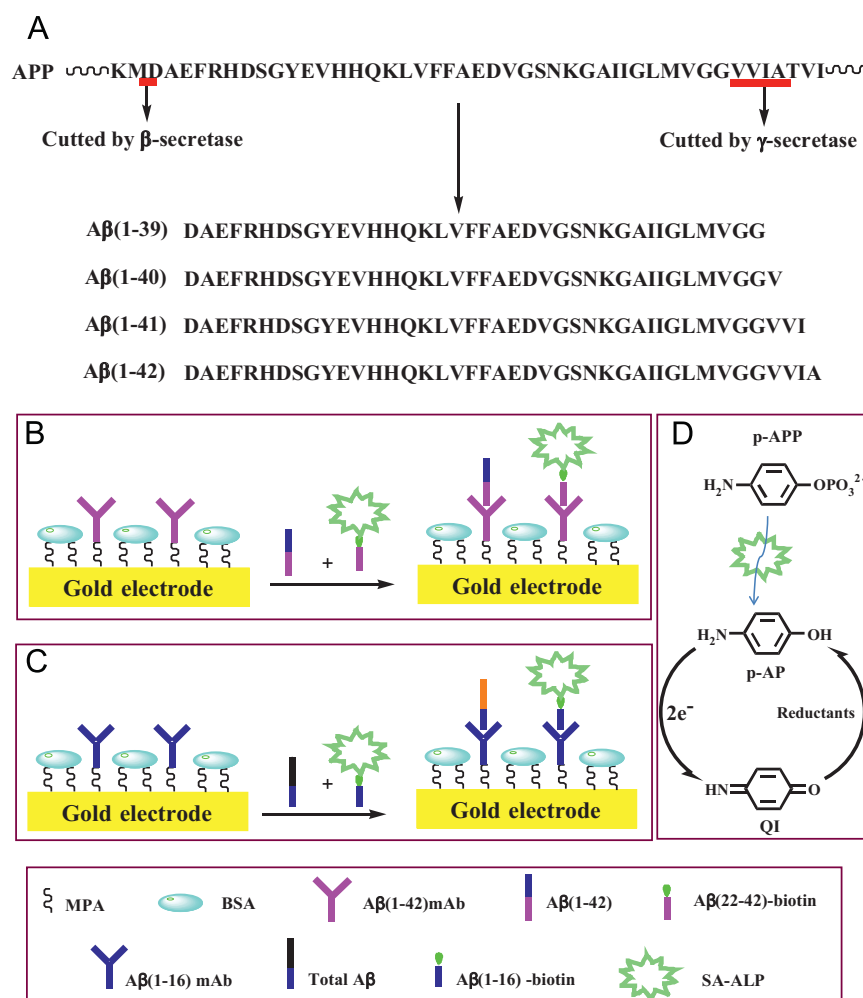 A
APP KMDAEFRHDSGYEVHHQKLVFFAEDVGSNKGAIIGLMVGGVVIATVI
Cutted by β-secretase
Cutted by γ-secretase
Aβ(1-39) DAEFRHDSGYEVHHQKLVFFAEDVGSNKGAIIGLMVGG
Aβ(1-40) DAEFRHDSGYEVHHQKLVFFAEDVGSNKGAIIGLMVGGV
Aβ(1-41) DAEFRHDSGYEVHHQKLVFFAEDVGSNKGAIIGLMVGGVVI
Aβ(1-42) DAEFRHDSGYEVHHQKLVFFAEDVGSNKGAIIGLMVGGVVIA
B
+
Gold electrode
Gold electrode
C
+
Gold electrode
Gold electrode
D
p-APP
H₂N OPO₃²⁻
H₂N OH
p-AP
2e⁻ Reductants
HN O
QI
MPA BSA Aβ(1-42)mAb Aβ(1-42) Aβ(22-42)-biotin
Aβ(1-16) mAb Total Aβ Aβ(1-16) -biotin SA-ALP